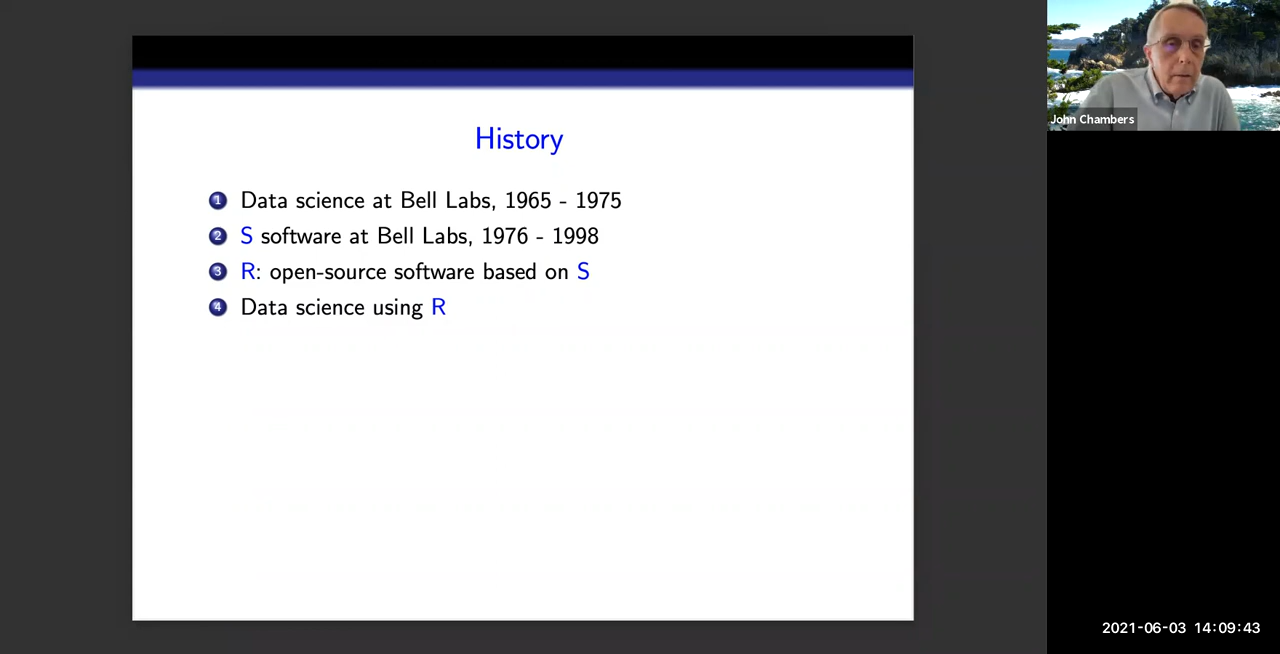 History
1 Data science at Bell Labs, 1965 - 1975
2 S software at Bell Labs, 1976 - 1998
3 R: open-source software based on S
4 Data science using R
John Chambers
2021-06-03 14:09:43